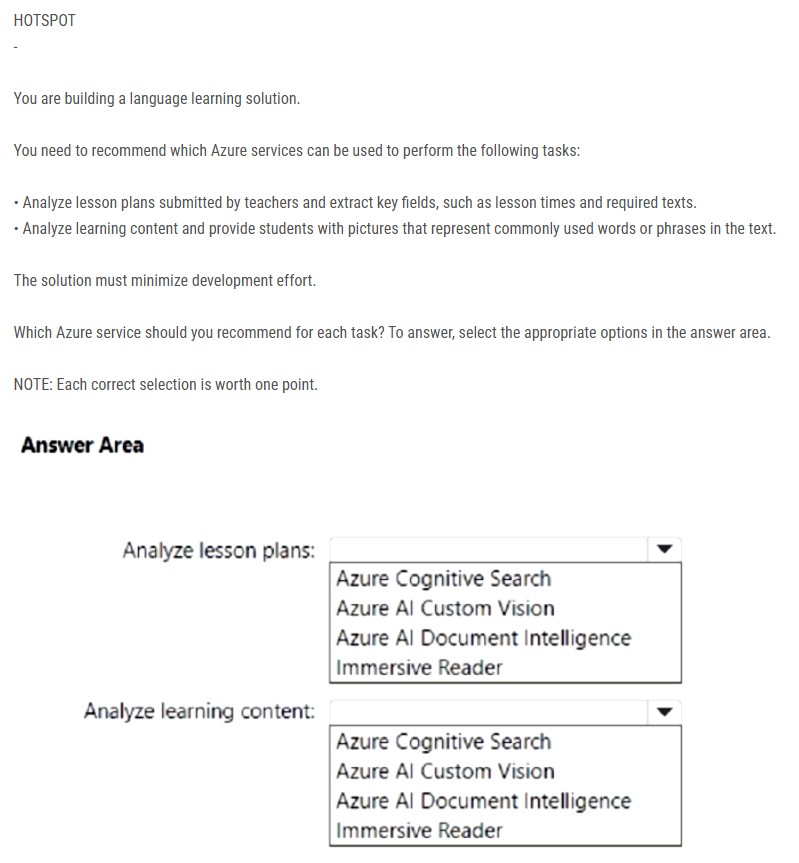 HOTSPOT
-
You are building a language learning solution.
You need to recommend which Azure services can be used to perform the following tasks:
• Analyze lesson plans submitted by teachers and extract key fields, such as lesson times and required texts.
• Analyze learning content and provide students with pictures that represent commonly used words or phrases in the text.
The solution must minimize development effort.
Which Azure service should you recommend for each task? To answer, select the appropriate options in the answer area.
NOTE: Each correct selection is worth one point.
Answer Area
Analyze lesson plans:
Azure Cognitive Search
Azure AI Custom Vision
Azure AI Document Intelligence
Immersive Reader
Analyze learning content:
Azure Cognitive Search
Azure AI Custom Vision
Azure AI Document Intelligence
Immersive Reader